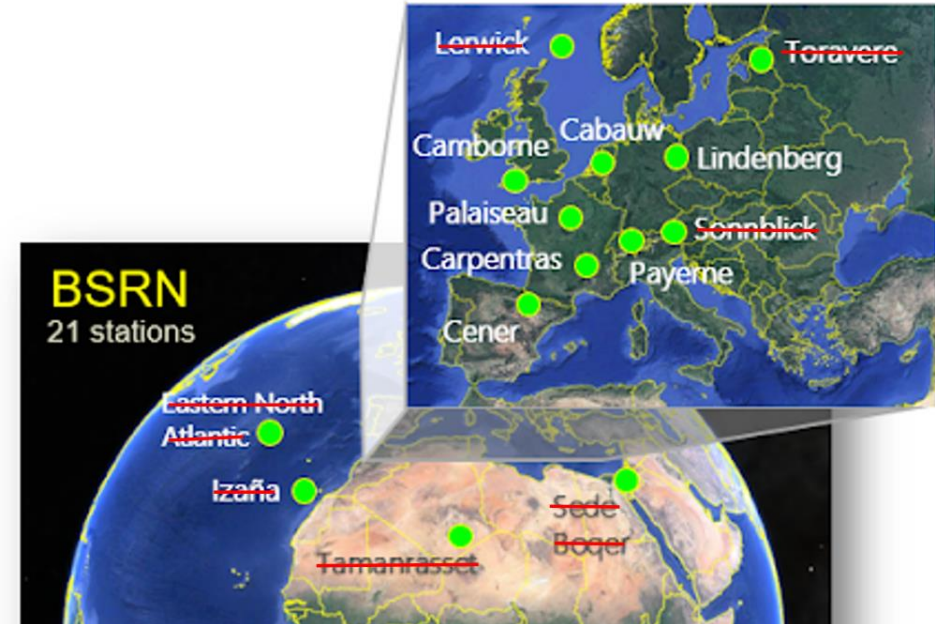 Lerwick
Toravere
Camborne
Cabauw
Lindenberg
Palaiseau
Sonnblick
Carpentras
Payerne
Cener
BSRN
21 stations
Eastern North
Atlantic
Izaña
Sede
Boqer
Tamanrasset